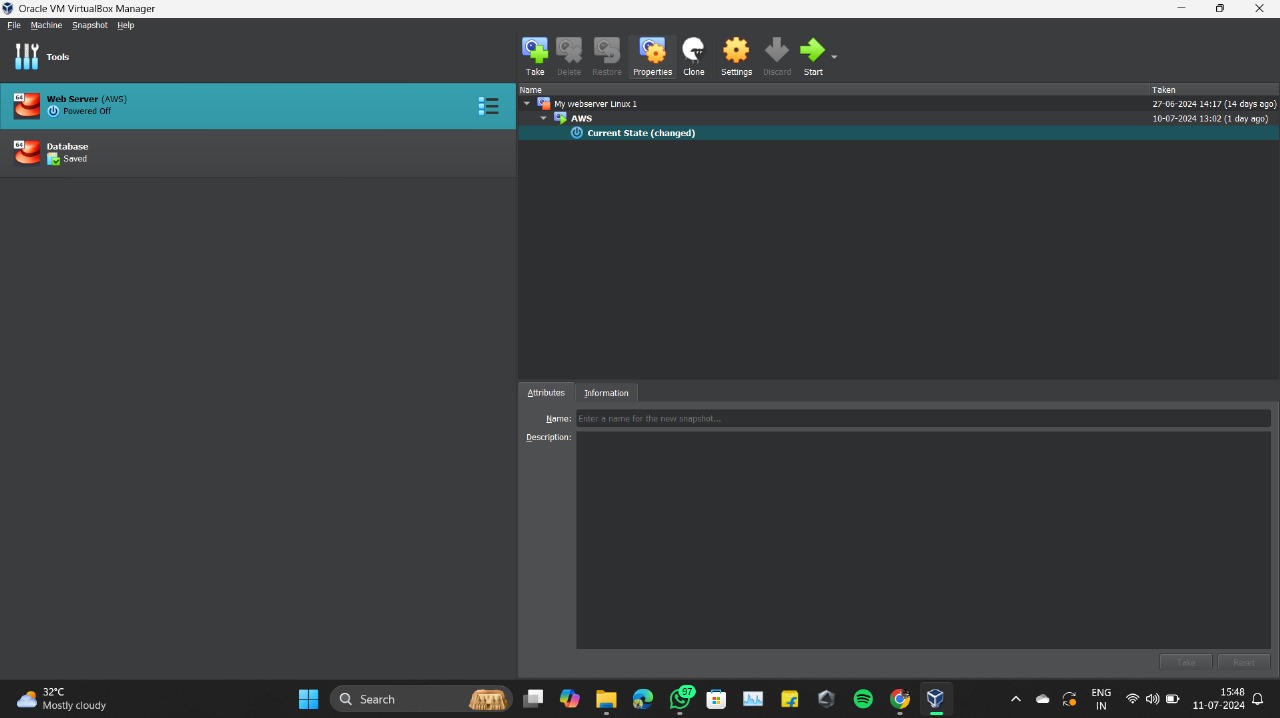 Oracle VM VirtualBox Manager
File Machine Snapshot Help
Tools
64 Web Server (AWS)
Powered Off
64 Database
Saved
Take Delete Restore Properties Clone Settings Discard Start
Name Taken
My webserver Linux 1 27-06-2024 14:17 (14 days ago)
AWS 10-07-2024 13:02 (1 day ago)
Current State (changed)
Attributes Information
Name: Enter a name for the new snapshot...
Description:
Take Reset
32°C
Mostly cloudy
Search
97
ENG
IN
15:48
11-07-2024